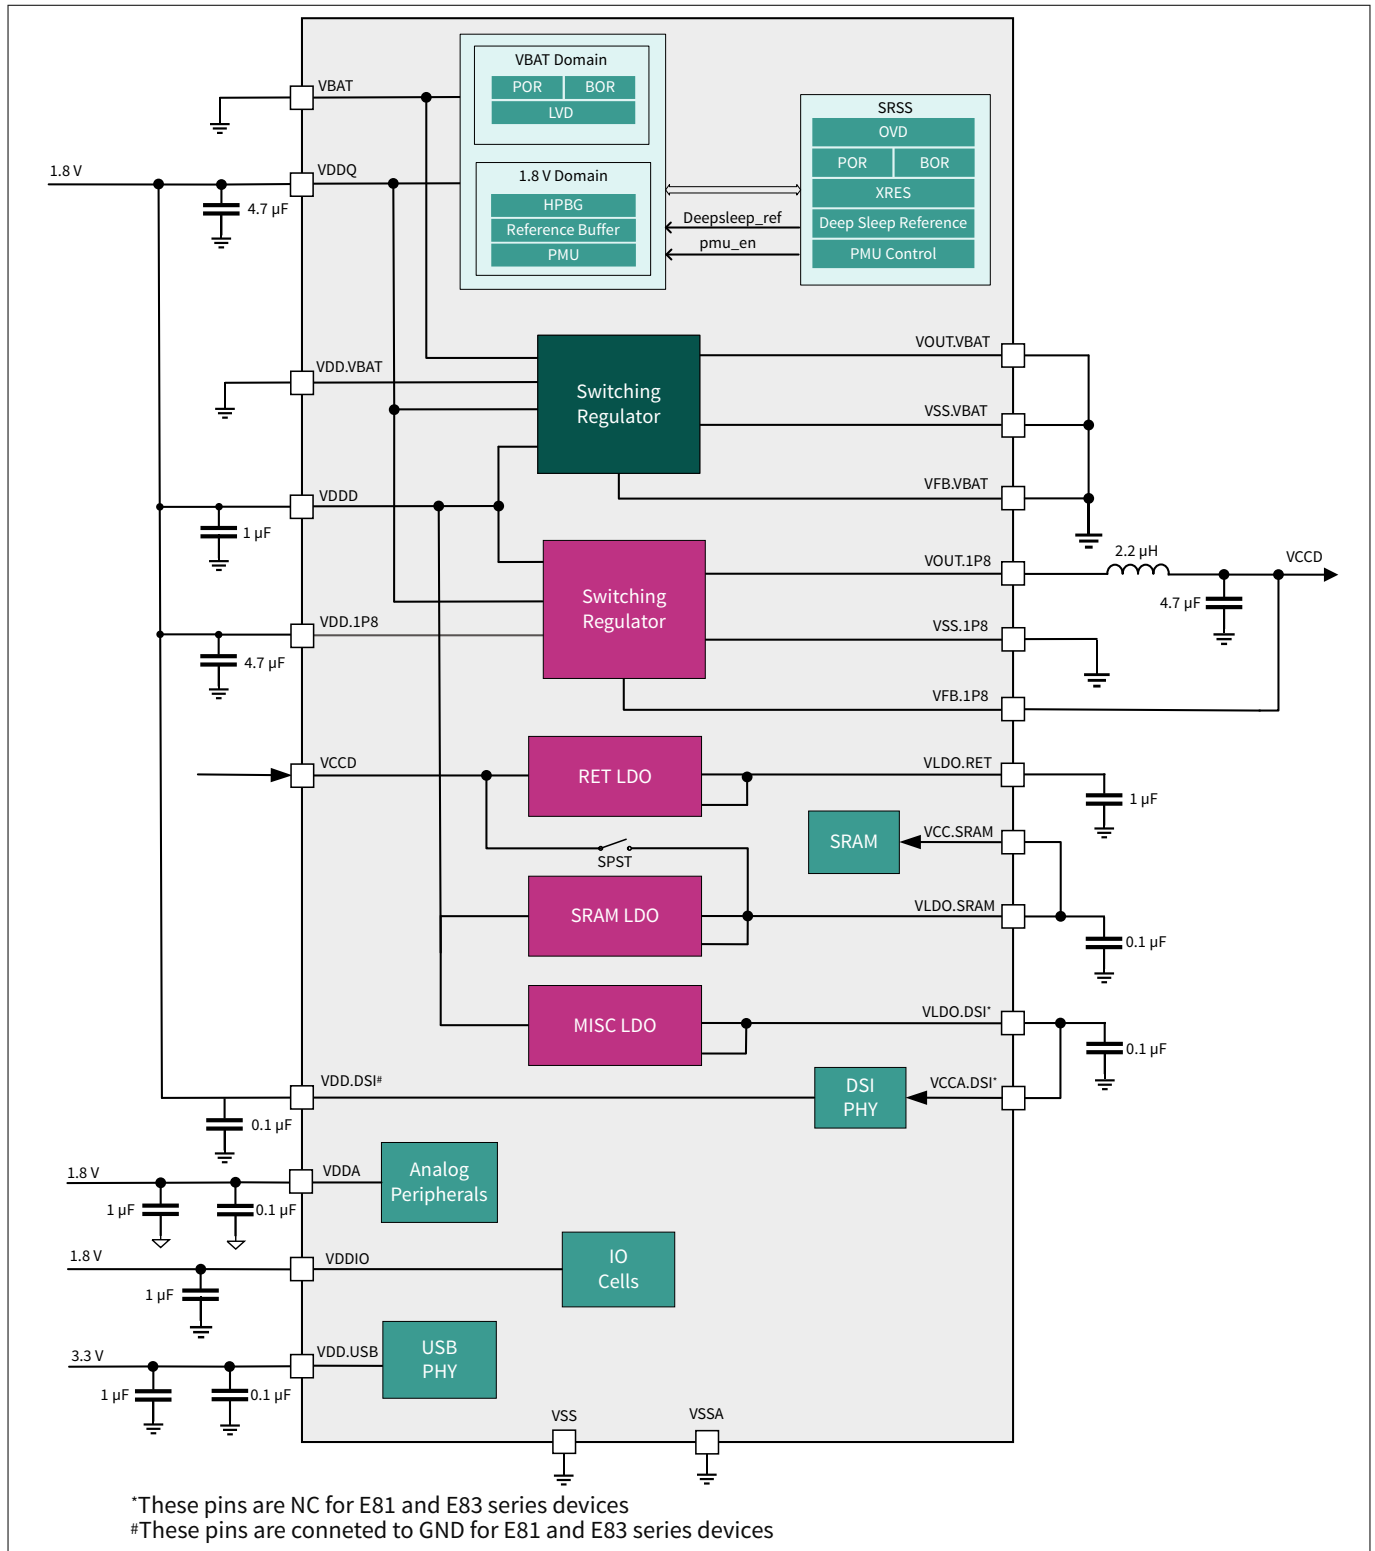 VBAT Domain
POR
BOR
LVD
VBAT
SRSS
OVD
POR
BOR
XRES
Deep Sleep Reference
PMU Control
1.8 V
VDDQ
4.7 µF
1.8 V Domain
HPBG
Reference Buffer
PMU
Deepsleep_ref
pmu_en
VDD.VBAT
Switching
Regulator
VOUT.VBAT
VSS.VBAT
VFB.VBAT
VDDD
1 µF
VOUT.1P8
2.2 µH
VCCD
4.7 µF
Switching
Regulator
VDD.1P8
4.7 µF
VSS.1P8
VFB.1P8
VCCD
RET LDO
VLDO.RET
1 µF
SPST
SRAM
VCC.SRAM
SRAM LDO
VLDO.SRAM
0.1 µF
MISC LDO
VLDO.DSI*
0.1 µF
VDD.DSI#
0.1 µF
DSI
PHY
VCCA.DSI*
1.8 V
VDDA
1 µF
0.1 µF
Analog
Peripherals
1.8 V
VDDIO
1 µF
IO
Cells
3.3 V
VDD.USB
1 µF
0.1 µF
USB
PHY
VSS
VSSA
*These pins are NC for E81 and E83 series devices
#These pins are conneted to GND for E81 and E83 series devices